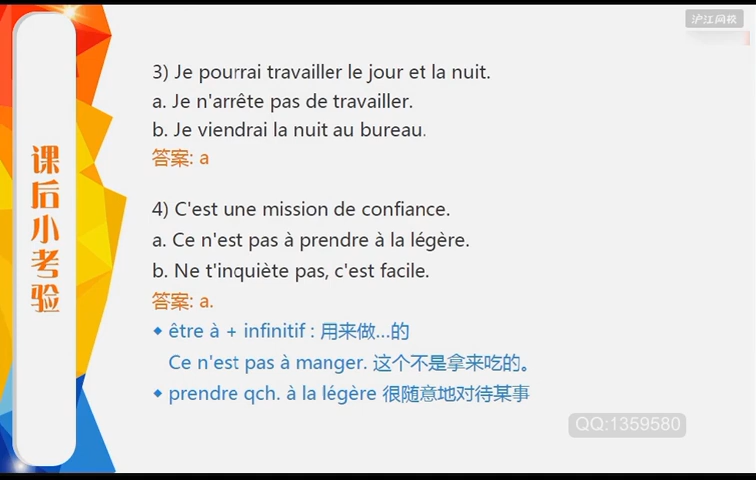 沪江网校
课后小考验
3) Je pourrai travailler le jour et la nuit.
a. Je n'arrête pas de travailler.
b. Je viendrai la nuit au bureau.
答案: a
4) C'est une mission de confiance.
a. Ce n'est pas à prendre à la légère.
b. Ne t'inquiète pas, c'est facile.
答案: a.
◆ être à + infinitif : 用来做...的
Ce n'est pas à manger. 这个不是拿来吃的。
◆ prendre qch. à la légère 很随意地对待某事
QQ:1359580